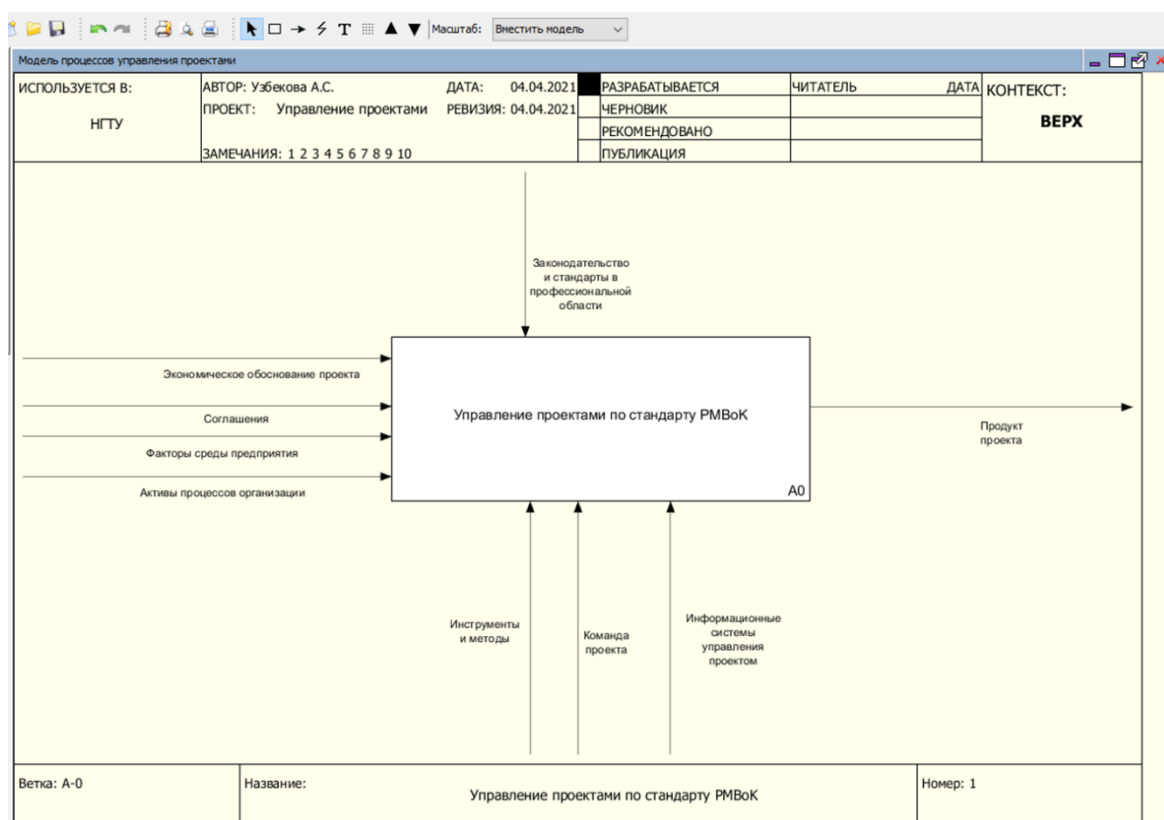 Масштаб: Вместить модель
Модель процессов управления проектами
ИСПОЛЬЗУЕТСЯ В:
НГТУ
АВТОР: Узбекова А.С.
ДАТА: 04.04.2021
ПРОЕКТ: Управление проектами
РЕВИЗИЯ: 04.04.2021
ЗАМЕЧАНИЯ: 1 2 3 4 5 6 7 8 9 10
РАЗРАБАТЫВАЕТСЯ
ЧЕРНОВИК
РЕКОМЕНДОВАНО
ПУБЛИКАЦИЯ
ЧИТАТЕЛЬ
ДАТА
КОНТЕКСТ:
ВЕРХ
Законодательство
и стандарты в
профессиональной
области
Экономическое обоснование проекта
Соглашения
Факторы среды предприятия
Активы процессов организации
Управление проектами по стандарту PMBoK
A0
Продукт
проекта
Инструменты
и методы
Команда
проекта
Информационные
системы
управления
проектом
Ветка: A-0
Название:
Управление проектами по стандарту PMBoK
Номер: 1